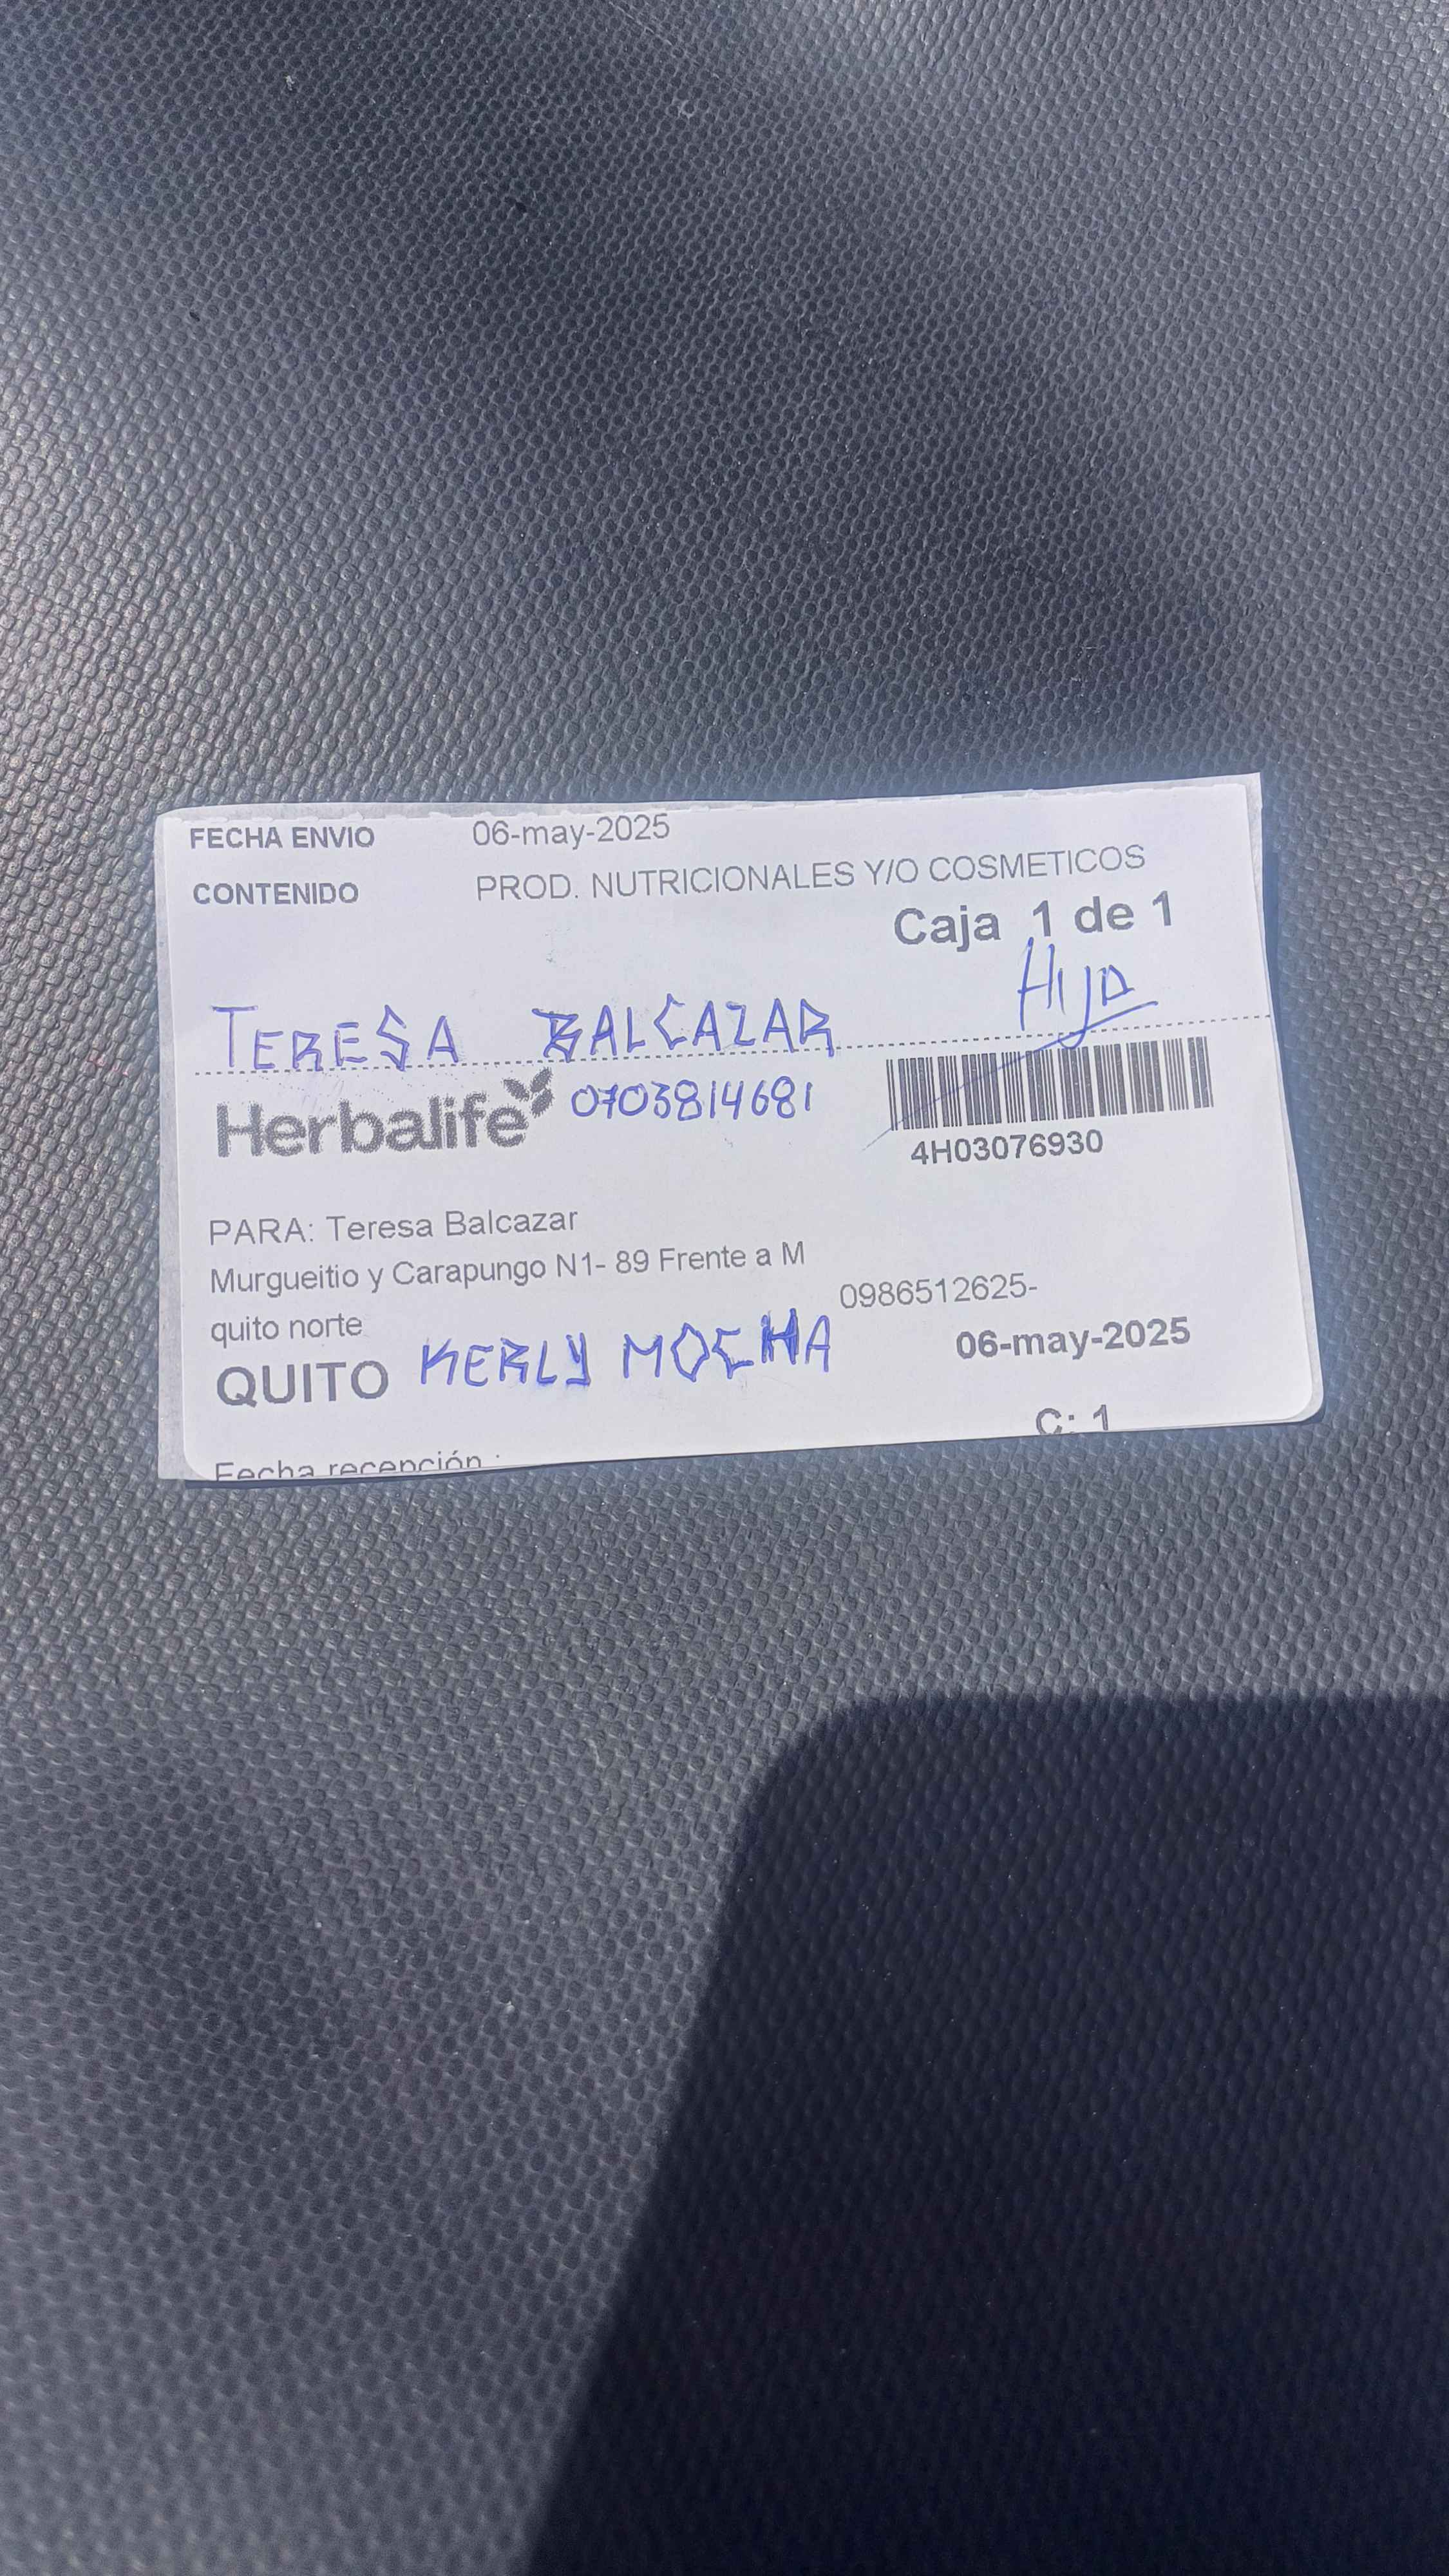 FECHA ENVIO 06-may-2025
CONTENIDO PROD. NUTRICIONALES Y/O COSMETICOS
Caja 1 de 1
Hija
TERESA BALCAZAR
Herbalife 0703814681
4H03076930
PARA: Teresa Balcazar
Murgueitio y Carapungo N1- 89 Frente a M
0986512625-
quito norte
QUITO KERLY MOCHA 06-may-2025
C: 1
Fecha recepción :